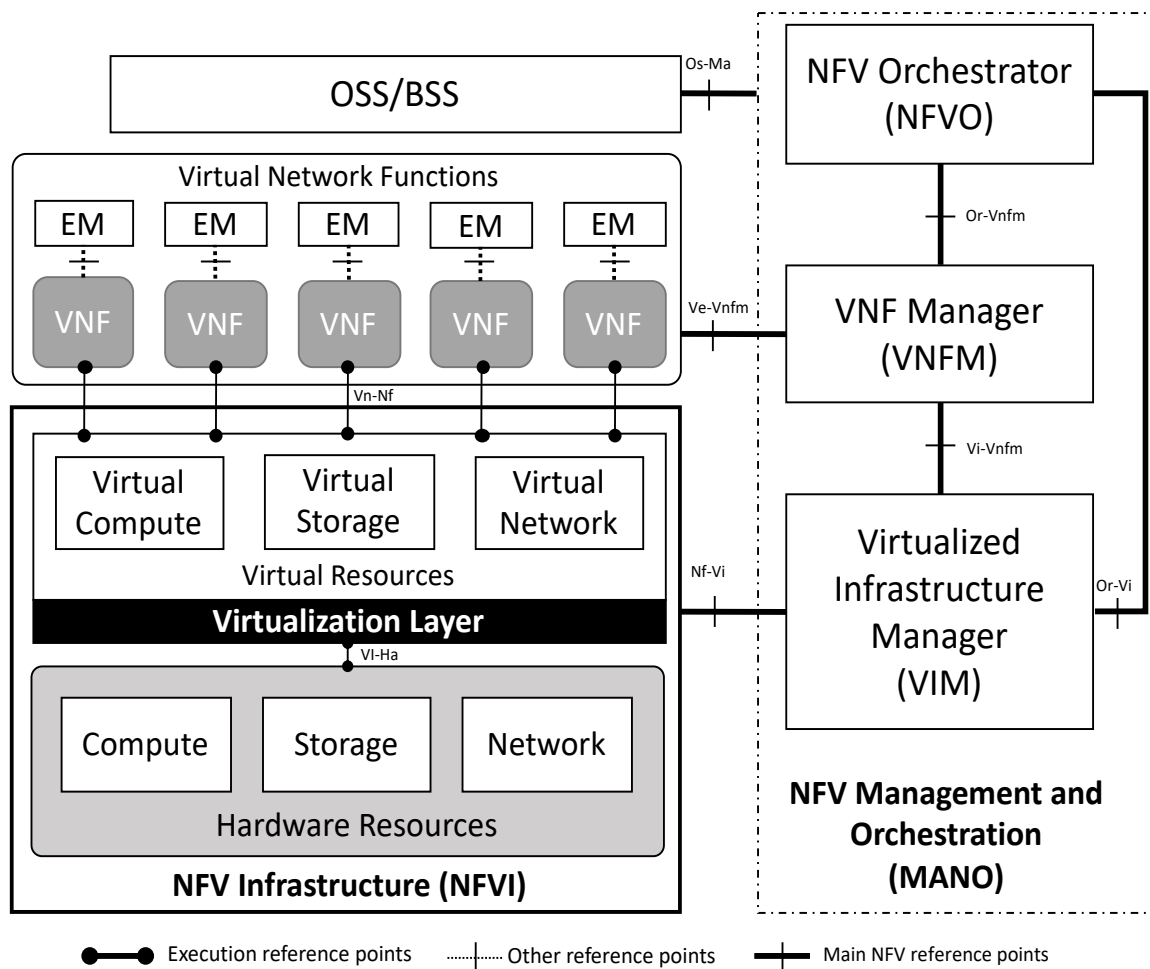 OSS/BSS
Os-Ma
NFV Orchestrator
(NFVO)
Virtual Network Functions
EM
EM
EM
EM
EM
VNF
VNF
VNF
VNF
VNF
Or-Vnfm
Ve-Vnfm
VNF Manager
(VNFM)
Vn-Nf
Vi-Vnfm
Virtual
Compute
Virtual
Storage
Virtual
Network
Virtual Resources
Virtualization Layer
Nf-Vi
Virtualized
Infrastructure
Manager
(VIM)
Or-Vi
VI-Ha
Compute
Storage
Network
Hardware Resources
NFV Infrastructure (NFVI)
NFV Management and
Orchestration
(MANO)
Execution reference points
Other reference points
Main NFV reference points